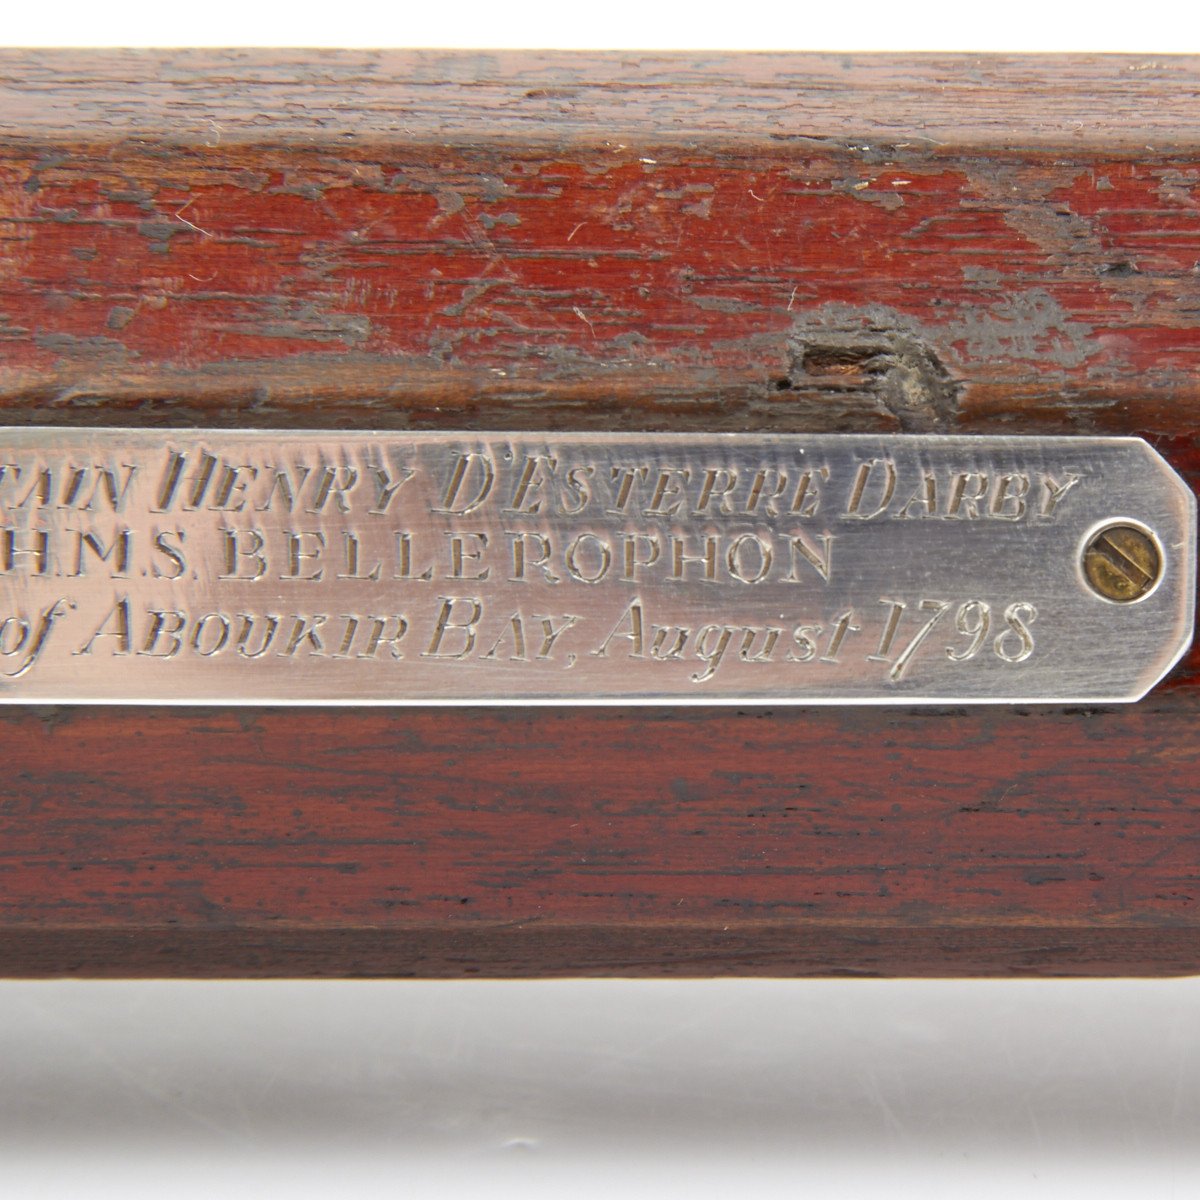 TAIN HENRY D'ESTERRE DARBY
H.M.S. BELLEROPHON
of ABOUKIR BAY, August 1798